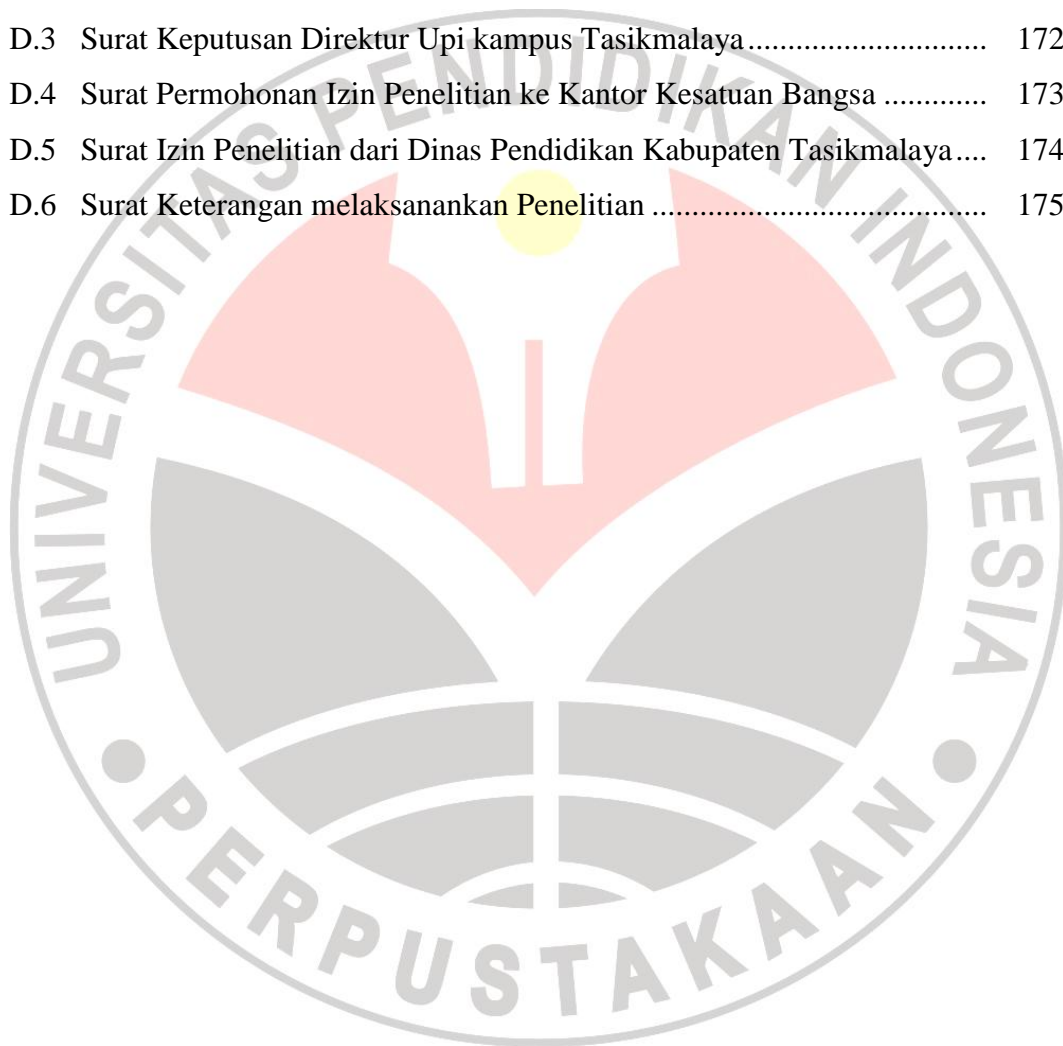 D.3 Surat Keputusan Direktur Upi kampus Tasikmalaya ............................ 172
D.4 Surat Permohonan Izin Penelitian ke Kantor Kesatuan Bangsa ............. 173
D.5 Surat Izin Penelitian dari Dinas Pendidikan Kabupaten Tasikmalaya .... 174
D.6 Surat Keterangan melaksanankan Penelitian ..................................... 175
UNIVERSITAS PENDIDIKAN INDONESIA
PERPUSTAKAAN